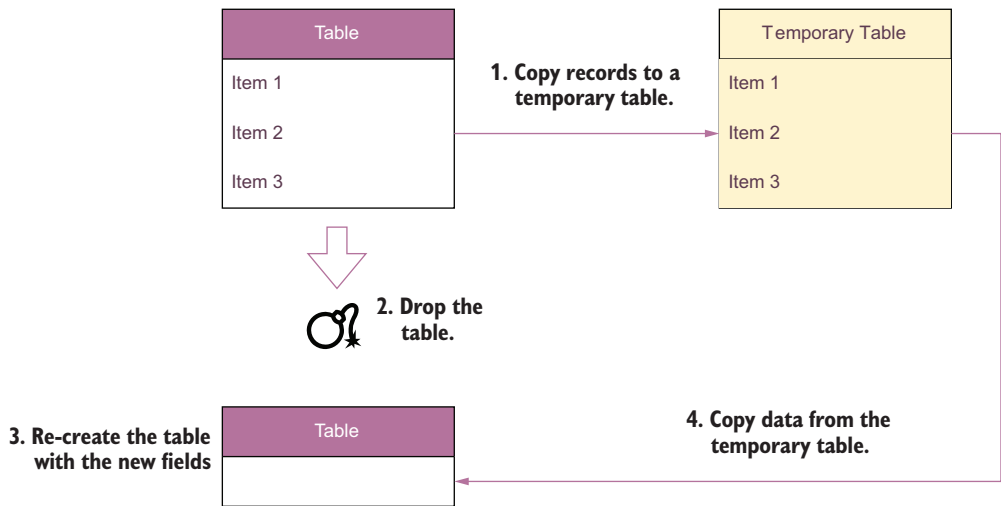 Table
Item 1
Item 2
Item 3
1. Copy records to a
temporary table.
Temporary Table
Item 1
Item 2
Item 3
2. Drop the
table.
3. Re-create the table
with the new fields
Table
4. Copy data from the
temporary table.